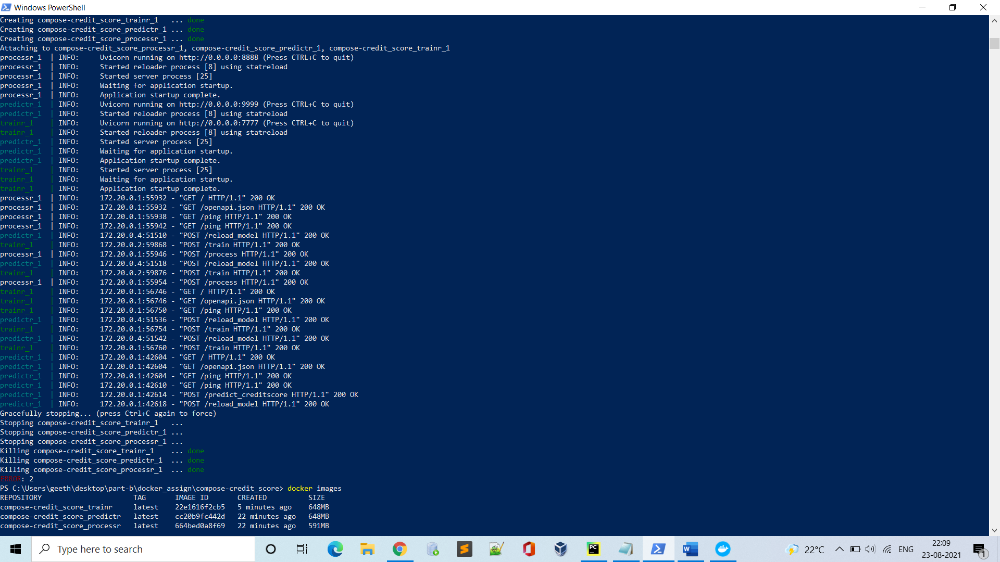 Windows PowerShell
Creating compose-credit_score_trainr_1   ... done
Creating compose-credit_score_predictr_1 ... done
Creating compose-credit_score_processr_1 ... done
Attaching to compose-credit_score_processr_1, compose-credit_score_predictr_1, compose-credit_score_trainr_1
processr_1  | INFO:     Uvicorn running on http://0.0.0.0:8888 (Press CTRL+C to quit)
processr_1  | INFO:     Started reloader process [8] using statreload
processr_1  | INFO:     Started server process [25]
processr_1  | INFO:     Waiting for application startup.
processr_1  | INFO:     Application startup complete.
predictr_1  | INFO:     Uvicorn running on http://0.0.0.0:9999 (Press CTRL+C to quit)
predictr_1  | INFO:     Started reloader process [8] using statreload
trainr_1    | INFO:     Uvicorn running on http://0.0.0.0:7777 (Press CTRL+C to quit)
trainr_1    | INFO:     Started reloader process [8] using statreload
predictr_1  | INFO:     Started server process [25]
predictr_1  | INFO:     Waiting for application startup.
predictr_1  | INFO:     Application startup complete.
trainr_1    | INFO:     Started server process [25]
trainr_1    | INFO:     Waiting for application startup.
trainr_1    | INFO:     Application startup complete.
processr_1  | INFO:     172.20.0.1:55932 - "GET / HTTP/1.1" 200 OK
processr_1  | INFO:     172.20.0.1:55932 - "GET /openapi.json HTTP/1.1" 200 OK
processr_1  | INFO:     172.20.0.1:55938 - "GET /ping HTTP/1.1" 200 OK
processr_1  | INFO:     172.20.0.1:55942 - "GET /ping HTTP/1.1" 200 OK
predictr_1  | INFO:     172.20.0.4:51510 - "POST /reload_model HTTP/1.1" 200 OK
trainr_1    | INFO:     172.20.0.2:59868 - "POST /train HTTP/1.1" 200 OK
processr_1  | INFO:     172.20.0.1:55946 - "POST /process HTTP/1.1" 200 OK
predictr_1  | INFO:     172.20.0.4:51518 - "POST /reload_model HTTP/1.1" 200 OK
trainr_1    | INFO:     172.20.0.2:59876 - "POST /train HTTP/1.1" 200 OK
processr_1  | INFO:     172.20.0.1:55954 - "POST /process HTTP/1.1" 200 OK
trainr_1    | INFO:     172.20.0.1:56746 - "GET / HTTP/1.1" 200 OK
trainr_1    | INFO:     172.20.0.1:56746 - "GET /openapi.json HTTP/1.1" 200 OK
trainr_1    | INFO:     172.20.0.1:56750 - "GET /ping HTTP/1.1" 200 OK
predictr_1  | INFO:     172.20.0.4:51536 - "POST /reload_model HTTP/1.1" 200 OK
trainr_1    | INFO:     172.20.0.1:56754 - "POST /train HTTP/1.1" 200 OK
predictr_1  | INFO:     172.20.0.4:51542 - "POST /reload_model HTTP/1.1" 200 OK
trainr_1    | INFO:     172.20.0.1:56760 - "POST /train HTTP/1.1" 200 OK
predictr_1  | INFO:     172.20.0.1:42604 - "GET / HTTP/1.1" 200 OK
predictr_1  | INFO:     172.20.0.1:42604 - "GET /openapi.json HTTP/1.1" 200 OK
predictr_1  | INFO:     172.20.0.1:42604 - "GET /ping HTTP/1.1" 200 OK
predictr_1  | INFO:     172.20.0.1:42610 - "GET /ping HTTP/1.1" 200 OK
predictr_1  | INFO:     172.20.0.1:42614 - "POST /predict_creditscore HTTP/1.1" 200 OK
predictr_1  | INFO:     172.20.0.1:42618 - "POST /reload_model HTTP/1.1" 200 OK
Gracefully stopping... (press Ctrl+C again to force)
Stopping compose-credit_score_trainr_1   ...
Stopping compose-credit_score_predictr_1 ...
Stopping compose-credit_score_processr_1 ...
Killing compose-credit_score_trainr_1    ... done
Killing compose-credit_score_predictr_1  ... done
Killing compose-credit_score_processr_1  ... done
ERROR: 2
PS C:\Users\geeth\desktop\part-b\docker_assign\compose-credit_score> docker images
REPOSITORY                      TAG       IMAGE ID       CREATED          SIZE
compose-credit_score_trainr     latest    22e1616f2cb5   5 minutes ago    648MB
compose-credit_score_predictr   latest    cc20b9fc442d   22 minutes ago   648MB
compose-credit_score_processr   latest    664bed0a8f69   22 minutes ago   591MB
Type here to search
PC
W
22°C
ENG
22:09
23-08-2021
1